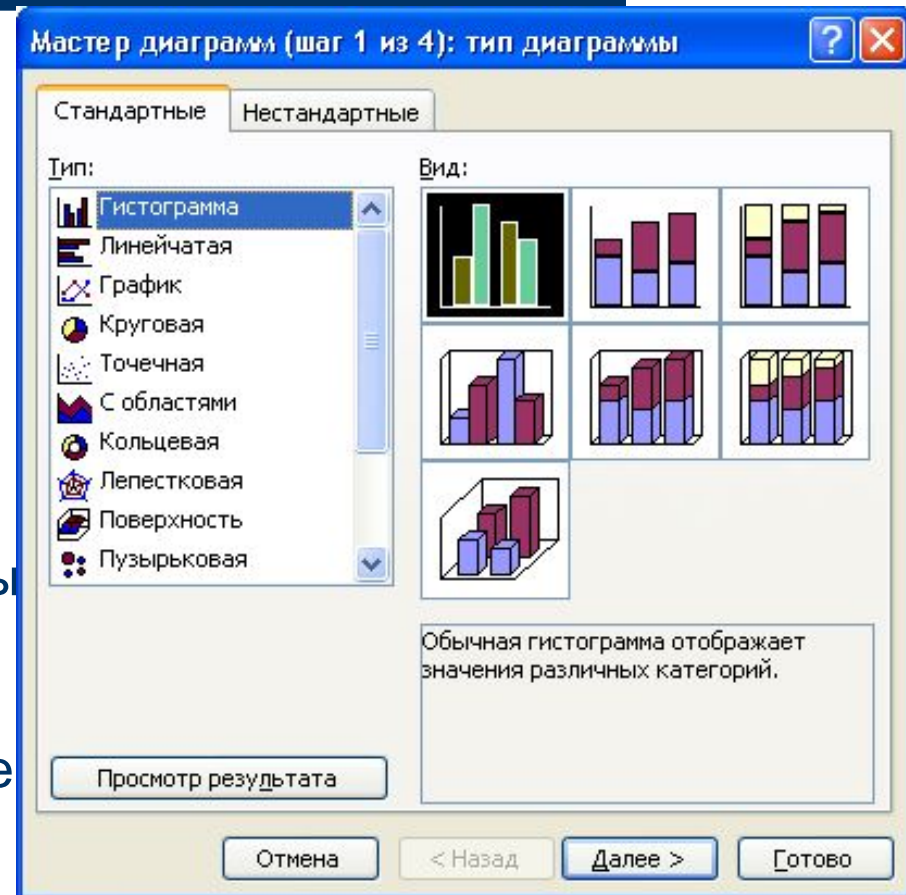 Мастер диаграмм (шаг 1 из 4): тип диаграммы
Стандартные Нестандартные
Тип:
Гистограмма
Линейчатая
График
Круговая
Точечная
С областями
Кольцевая
Лепестковая
Поверхность
Пузырьковая
Вид:
Обычная гистограмма отображает
значения различных категорий.
Просмотр результата
Отмена < Назад Далее > Готово